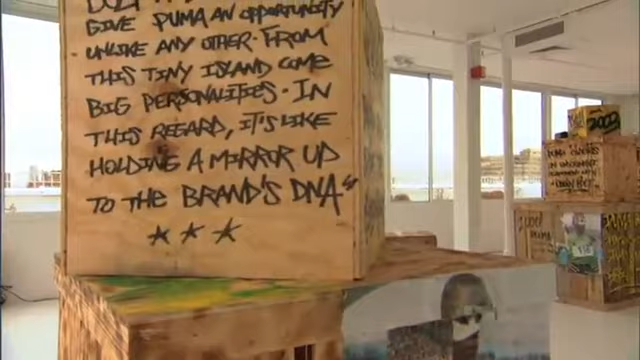 GIVE PUMA AN OPPORTUNITY
UNLIKE ANY OTHER. FROM
THIS TINY ISLAND COME
BIG PERSONALITIES. IN
THIS REGARD, IT'S LIKE
HOLDING A MIRROR UP
TO THE BRAND'S DNA"
***
2002